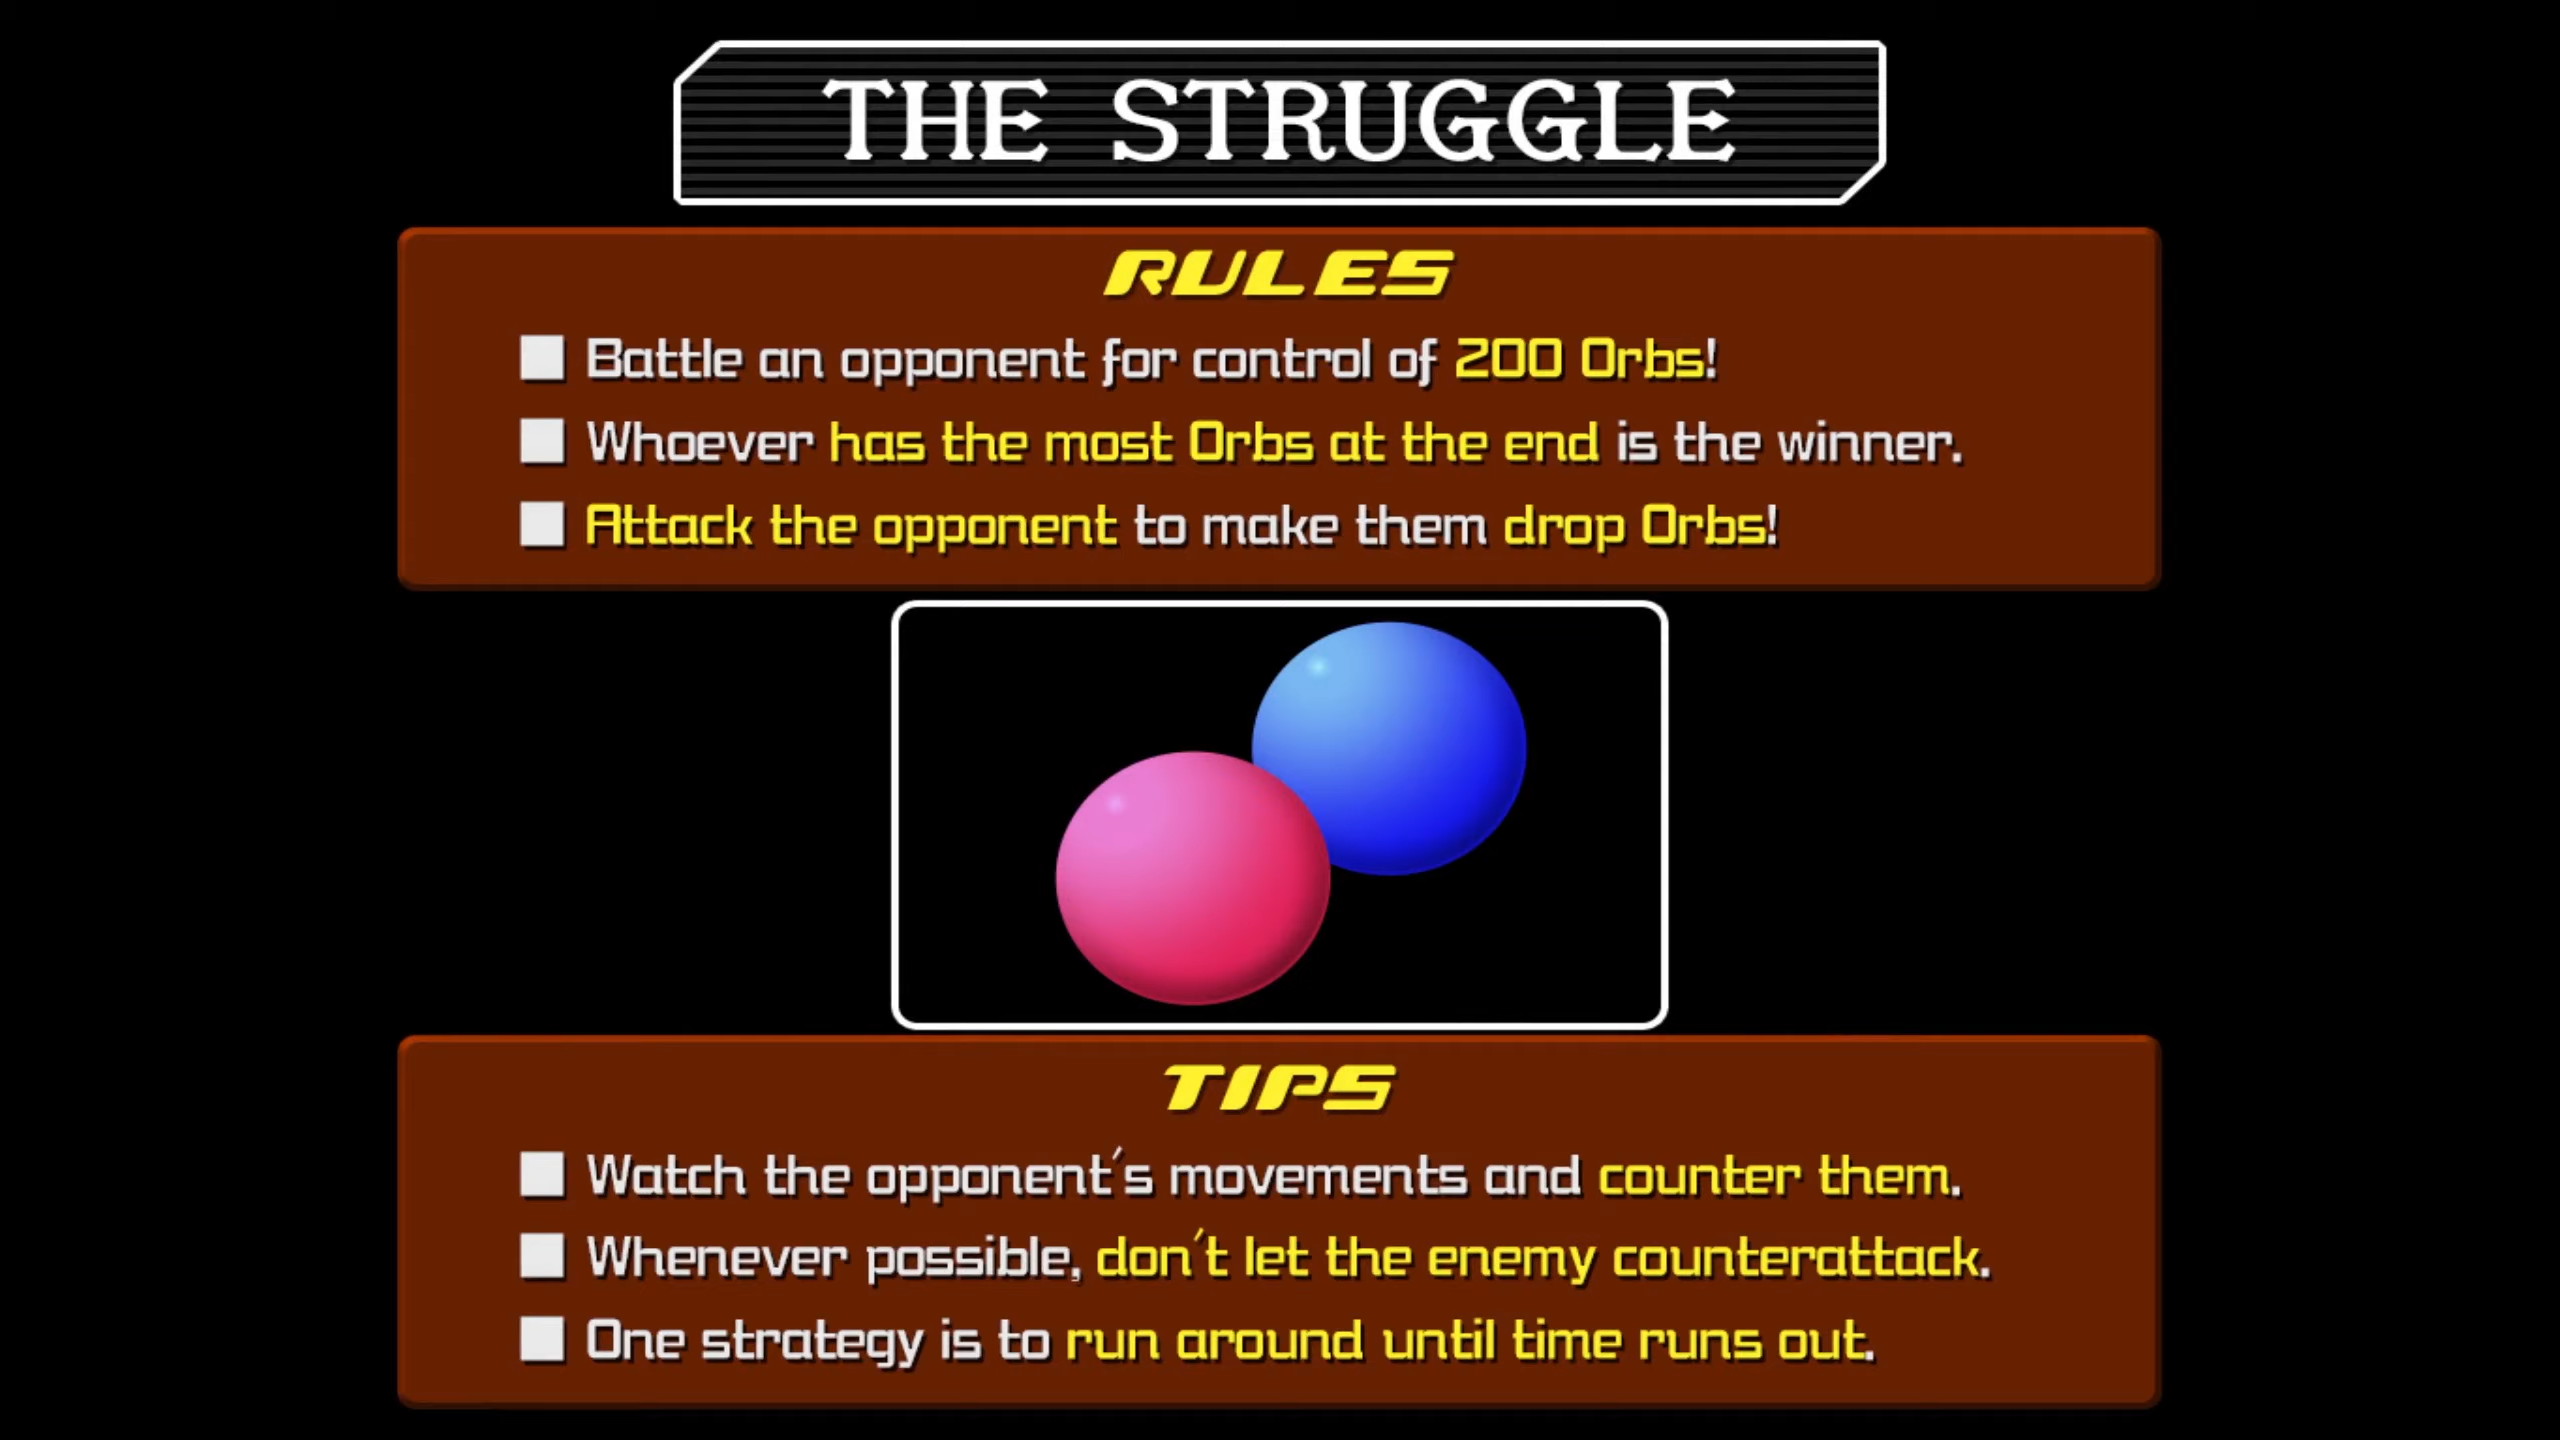 THE STRUGGLE
RULES
Battle an opponent for control of 200 Orbs!
Whoever has the most Orbs at the end is the winner.
Attack the opponent to make them drop Orbs!
TIPS
Watch the opponent's movements and counter them.
Whenever possible, don't let the enemy counterattack.
One strategy is to run around until time runs out.